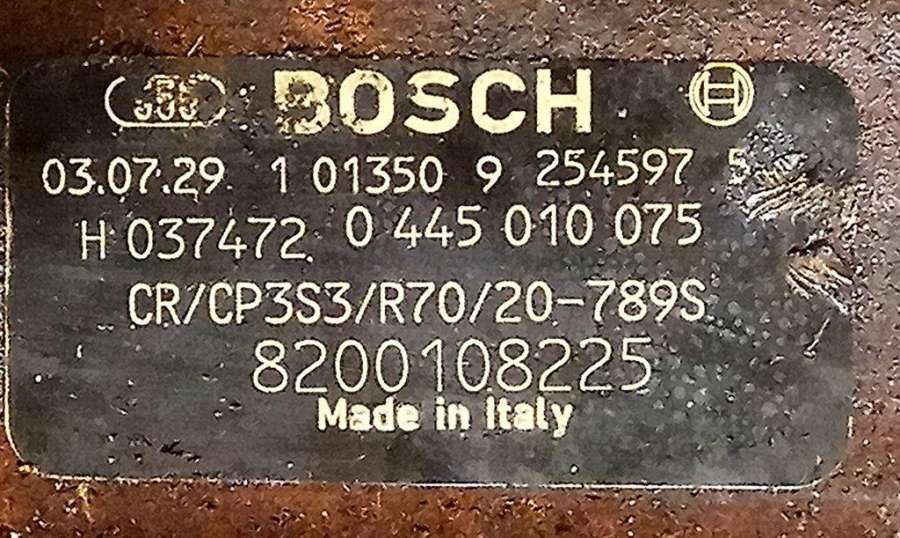 BOSCH
03.07.29 1 01350 9 254597 5
H 037472 0 445 010 075
CR/CP3S3/R70/20-789S
8200108225
Made in Italy